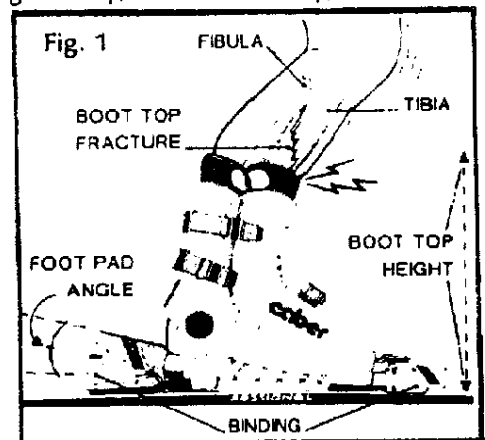 Fig. 1
FIBULA
TIBIA
BOOT TOP
FRACTURE
BOOT TOP
HEIGHT
FOOT PAD
ANGLE
BINDING